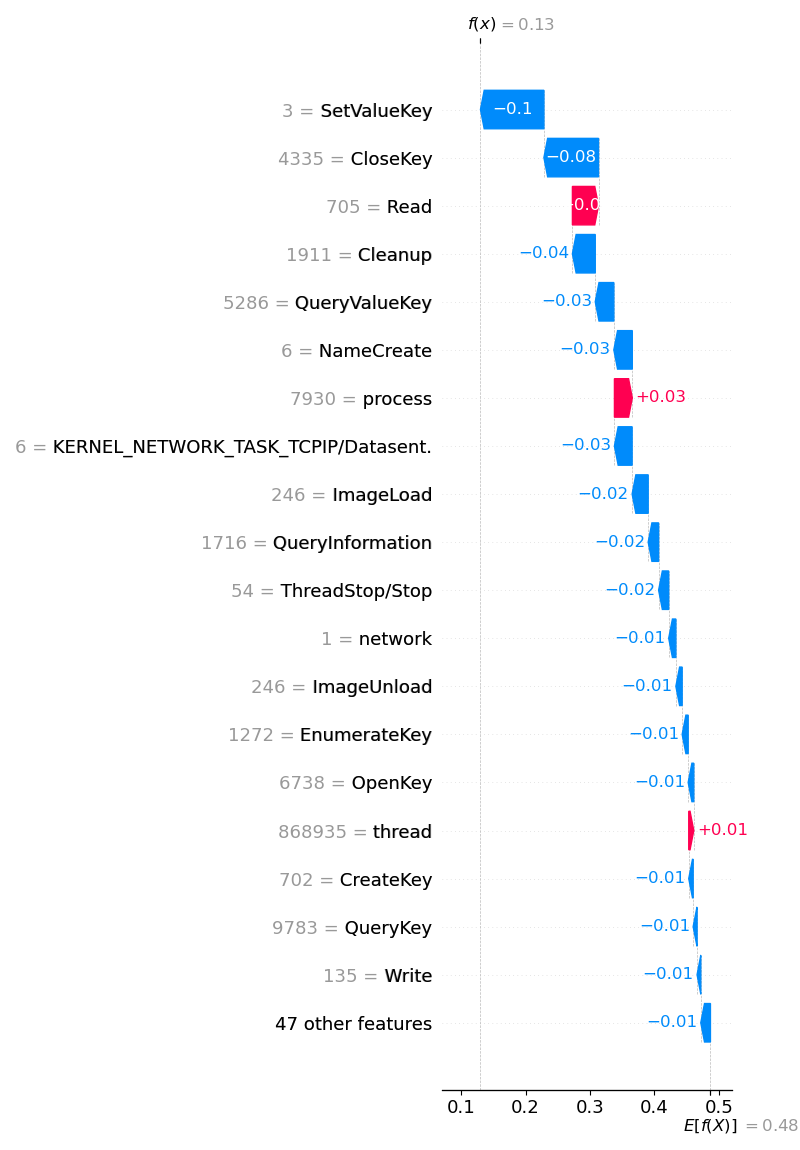 f(x) = 0.13
3 = SetValueKey −0.1
4335 = CloseKey −0.08
705 = Read
1911 = Cleanup −0.04
5286 = QueryValueKey −0.03
6 = NameCreate −0.03
7930 = process +0.03
6 = KERNEL_NETWORK_TASK_TCPIP/Datasent. −0.03
246 = ImageLoad −0.02
1716 = QueryInformation −0.02
54 = ThreadStop/Stop −0.02
1 = network −0.01
246 = ImageUnload −0.01
1272 = EnumerateKey −0.01
6738 = OpenKey −0.01
868935 = thread +0.01
702 = CreateKey −0.01
9783 = QueryKey −0.01
135 = Write −0.01
47 other features −0.01
0.1 0.2 0.3 0.4 0.5
E[f(X)] = 0.48